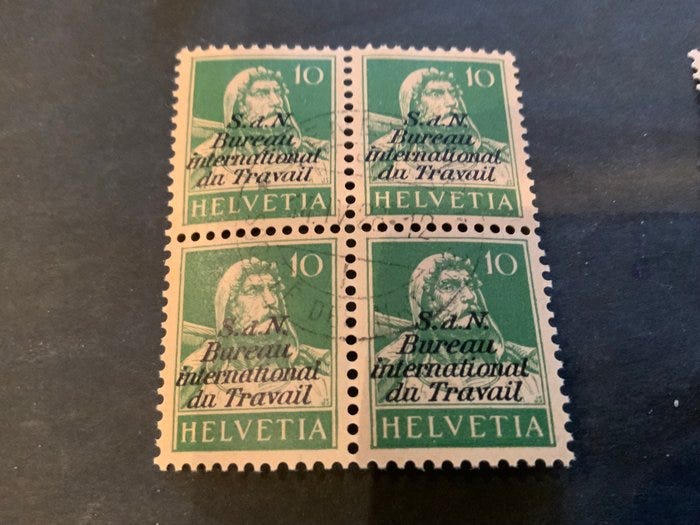 10
S.d.N.
Bureau
international
du Travail
HELVETIA
10
S.d.N.
Bureau
international
du Travail
HELVETIA
10
S.d.N.
Bureau
international
du Travail
HELVETIA
10
S.d.N.
Bureau
international
du Travail
HELVETIA